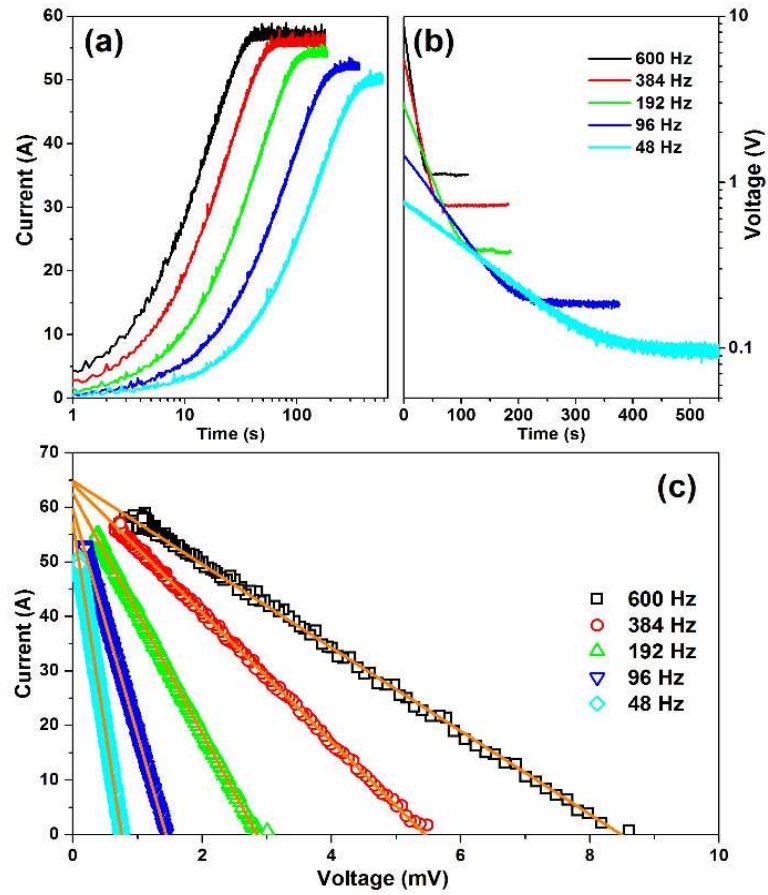 (a)
Current (A)
60
50
40
30
20
10
0
1
10
100
Time (s)
(b)
600 Hz
384 Hz
192 Hz
96 Hz
48 Hz
10
1
0.1
Voltage (V)
0
100
200
300
400
500
Time (s)
(c)
Current (A)
70
60
50
40
30
20
10
0
600 Hz
384 Hz
192 Hz
96 Hz
48 Hz
0
2
4
6
8
10
Voltage (mV)